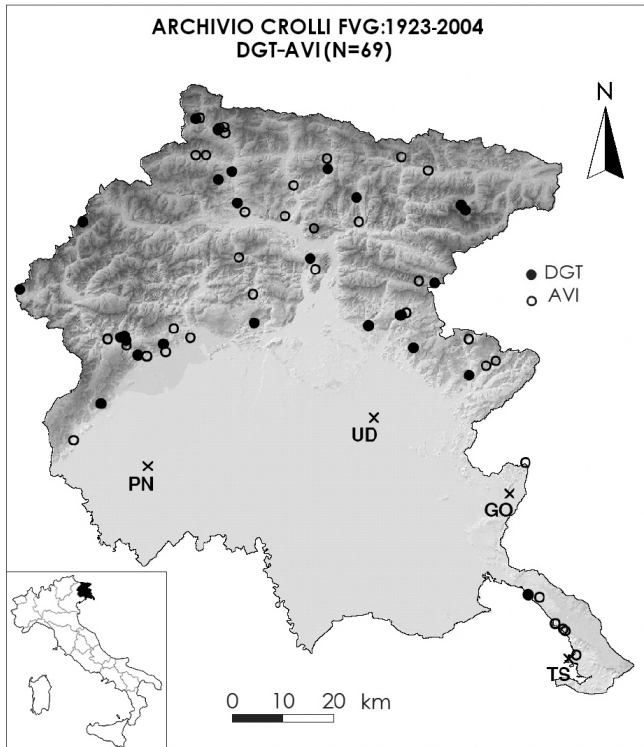 ARCHIVIO CROLLI FVG:1923-2004
DGT-AVI(N=69)
N
DGT
AVI
UD
PN
GO
TS
0 10 20 km